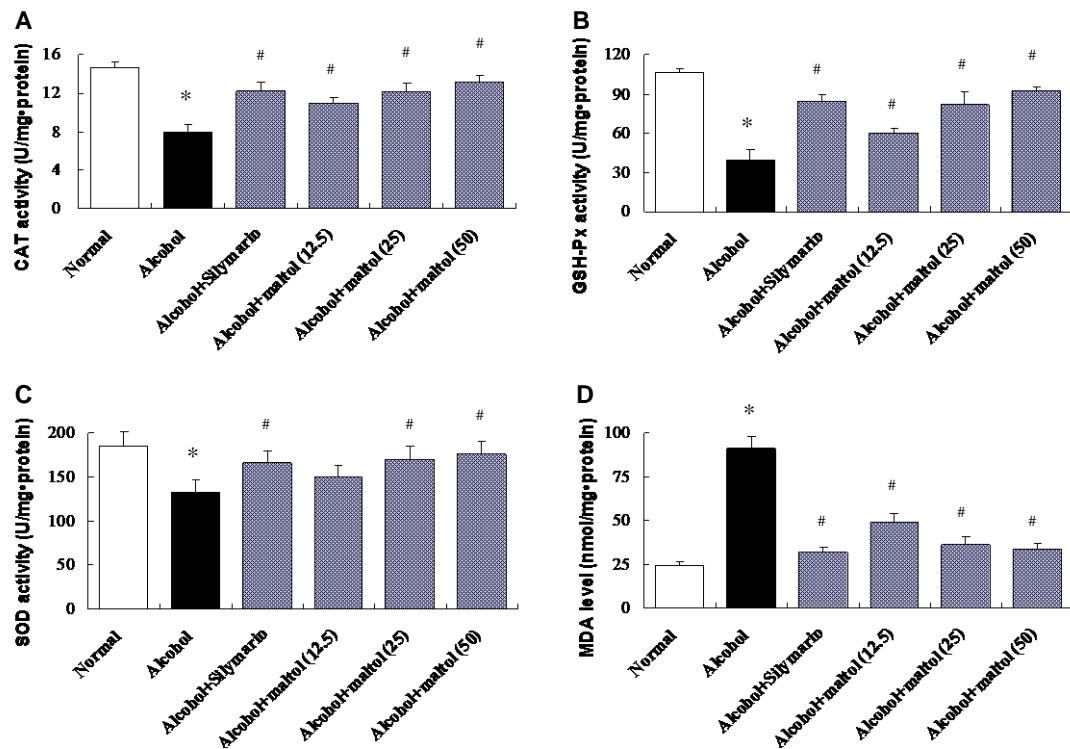 A
CAT activity (U/mg•protein)
16
12
8
4
0
*
#
#
#
#
Normal
Alcohol
Alcohol+Silymarin
Alcohol+maltol (12.5)
Alcohol+maltol (25)
Alcohol+maltol (50)
B
GSH-Px activity (U/mg•protein)
120
90
60
30
0
*
#
#
#
#
Normal
Alcohol
Alcohol+Silymarin
Alcohol+maltol (12.5)
Alcohol+maltol (25)
Alcohol+maltol (50)
C
SOD activity (U/mg•protein)
200
150
100
50
0
*
#
#
#
Normal
Alcohol
Alcohol+Silymarin
Alcohol+maltol (12.5)
Alcohol+maltol (25)
Alcohol+maltol (50)
D
MDA level (nmol/mg•protein)
100
75
50
25
0
*
#
#
#
#
Normal
Alcohol
Alcohol+Silymarin
Alcohol+maltol (12.5)
Alcohol+maltol (25)
Alcohol+maltol (50)